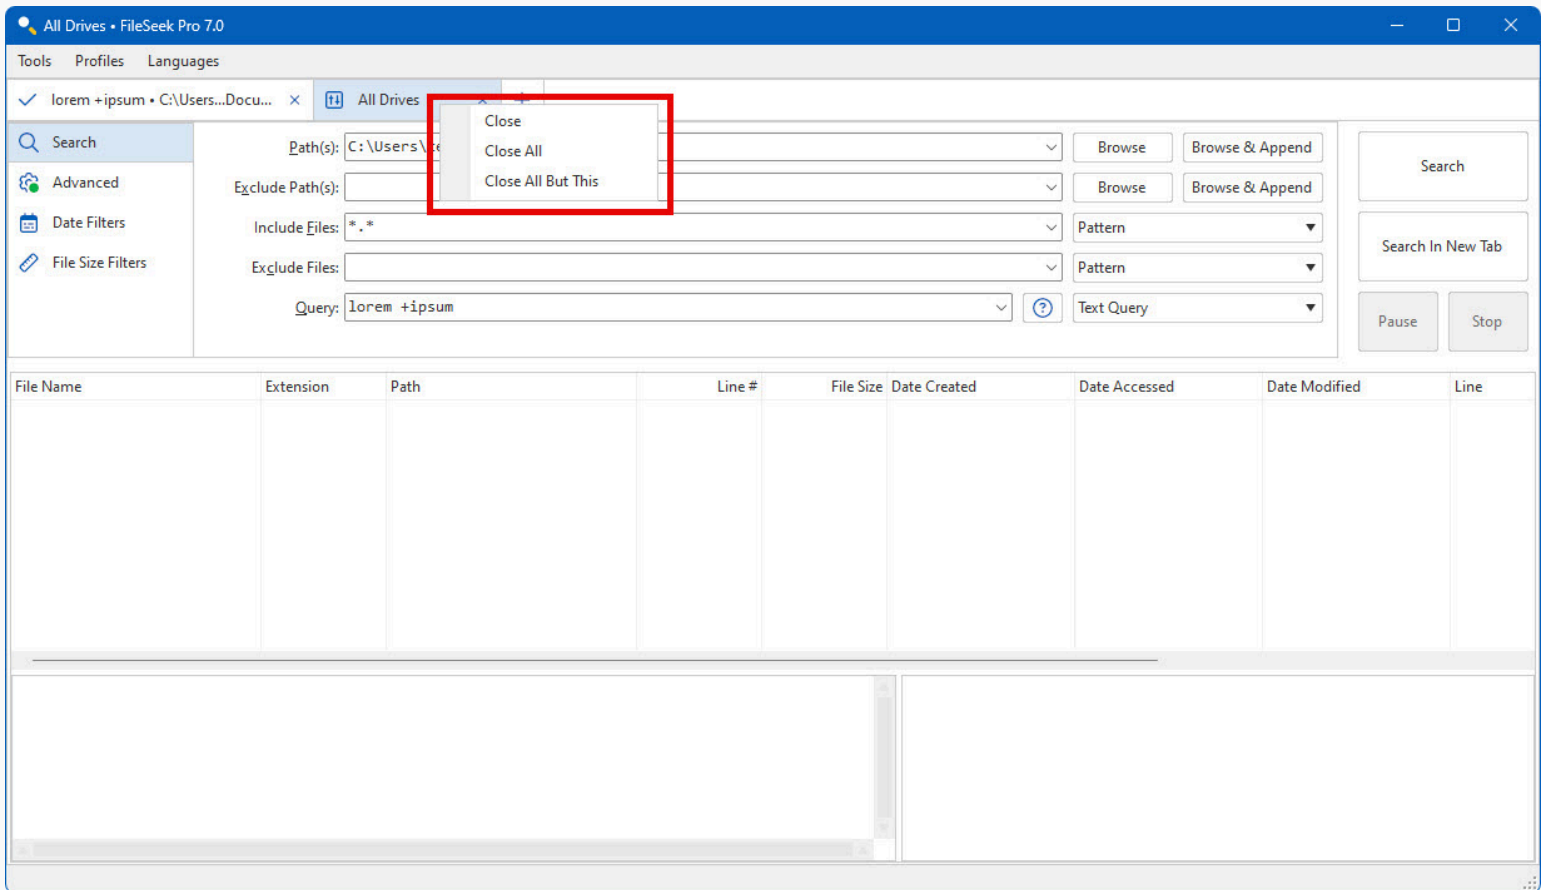 All Drives • FileSeek Pro 7.0
Tools Profiles Languages
lorem +ipsum • C:\Users...Docu... All Drives
Close
Close All
Close All But This
Search
Advanced
Date Filters
File Size Filters
Path(s): C:\Users\ Browse Browse & Append
Exclude Path(s): Browse Browse & Append
Include Files: *.* Pattern
Exclude Files: Pattern
Query: lorem +ipsum ? Text Query
Search
Search In New Tab
Pause Stop
File Name Extension Path Line # File Size Date Created Date Accessed Date Modified Line